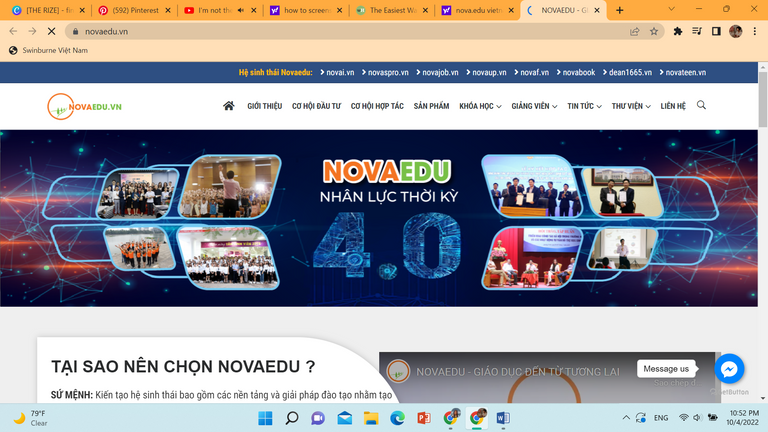 [THE RIZE] - fi
(592) Pinterest
I'm not the
how to screen
The Easiest Wa
nova.edu vietn
NOVAEDU - G
novaedu.vn
Swinburne Việt Nam
Hệ sinh thái Novaedu: novai.vn novaspro.vn novajob.vn novaup.vn novaf.vn novabook dean1665.vn novateen.vn
NOVAEDU.VN
GIỚI THIỆU CƠ HỘI ĐẦU TƯ CƠ HỘI HỢP TÁC SẢN PHẨM KHÓA HỌC GIẢNG VIÊN TIN TỨC THƯ VIỆN LIÊN HỆ
NOVAEDU
NHÂN LỰC THỜI KỲ
4.0
TẠI SAO NÊN CHỌN NOVAEDU ?
SỨ MỆNH: Kiến tạo hệ sinh thái bao gồm các nền tảng và giải pháp đào tạo nhằm tạo
NOVAEDU - GIÁO DỤC ĐẾN TỪ TƯƠNG LAI
Message us
GetButton
79°F
Clear
ENG
10:52 PM
10/4/2022